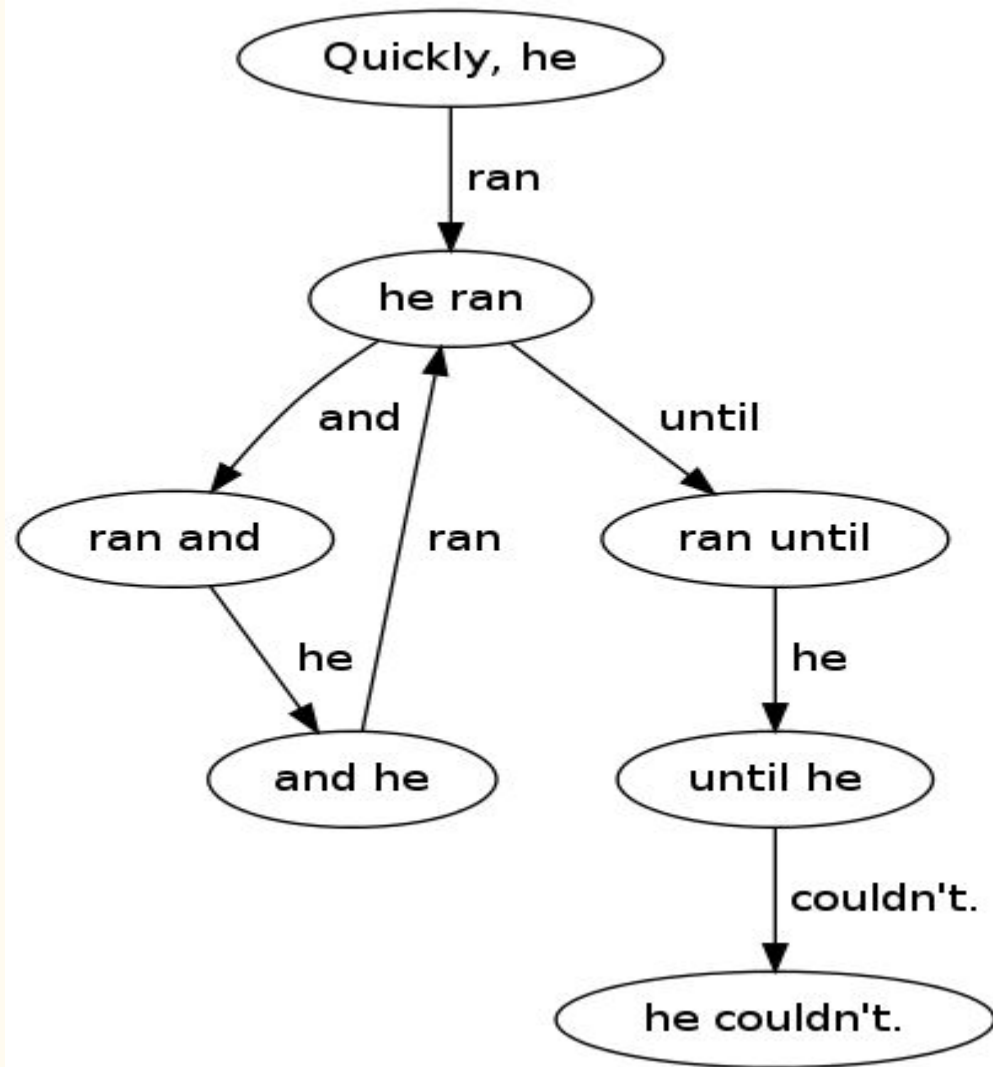 Quickly, he
ran
he ran
and
until
ran and
ran
ran until
he
he
and he
until he
couldn't.
he couldn't.